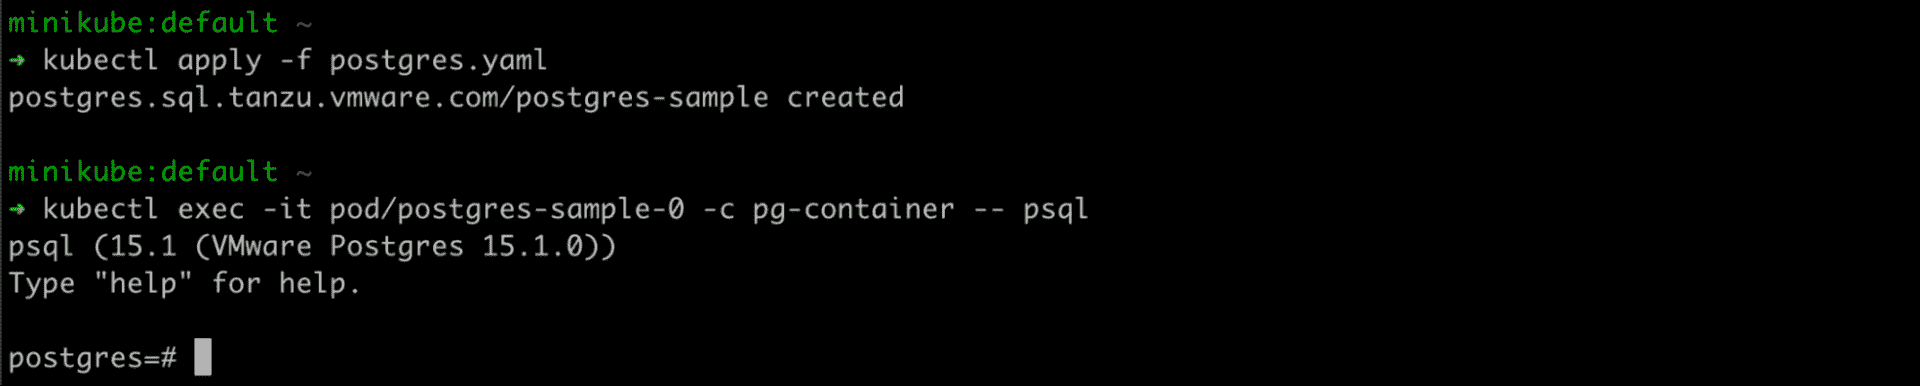 minikube:default ~
➜ kubectl apply -f postgres.yaml
postgres.sql.tanzu.vmware.com/postgres-sample created
minikube:default ~
➜ kubectl exec -it pod/postgres-sample-0 -c pg-container -- psql
psql (15.1 (VMware Postgres 15.1.0))
Type "help" for help.
postgres=#